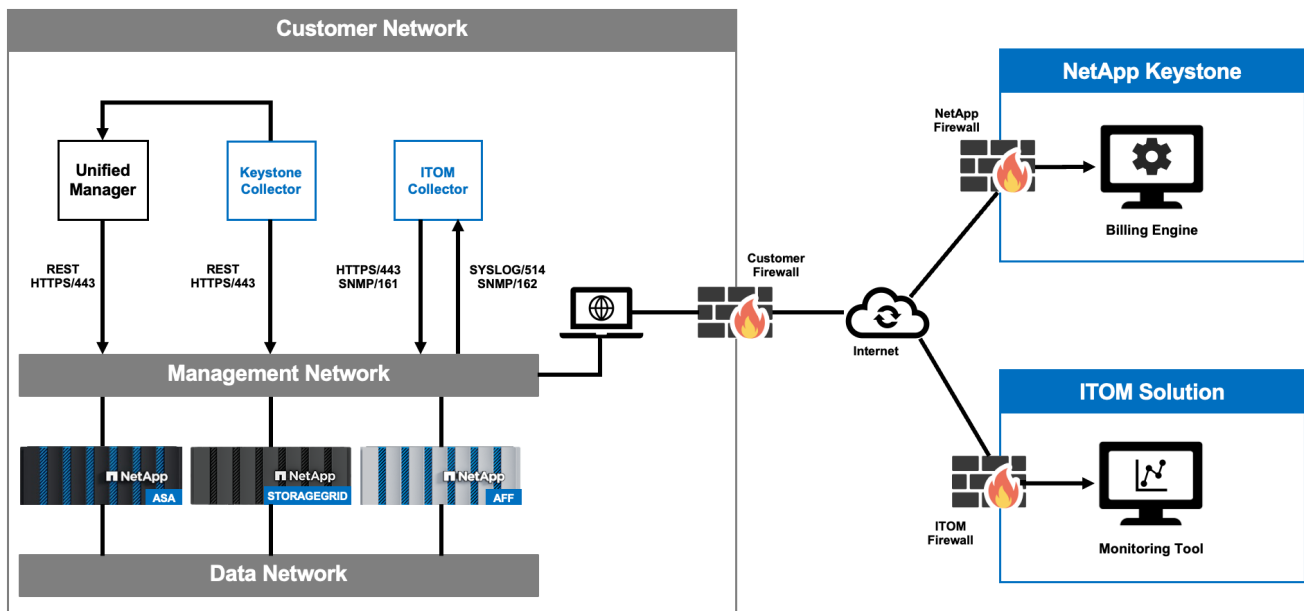 Customer Network
NetApp Keystone
NetApp
Firewall
Unified
Manager
Keystone
Collector
ITOM
Collector
Billing Engine
REST
HTTPS/443
REST
HTTPS/443
HTTPS/443
SNMP/161
SYSLOG/514
SNMP/162
Customer
Firewall
Internet
Management Network
ITOM Solution
NetApp
ASA
NetApp
STORAGEGRID
NetApp
AFF
ITOM
Firewall
Monitoring Tool
Data Network